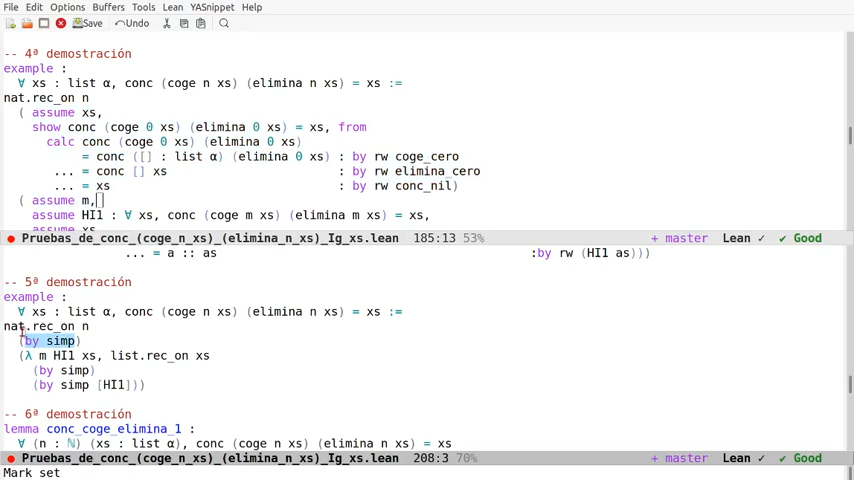 File Edit Options Buffers Tools Lean YASnippet Help
Save Undo
-- 4ª demostración
example :
∀ xs : list α, conc (coge n xs) (elimina n xs) = xs :=
nat.rec_on n
( assume xs,
show conc (coge 0 xs) (elimina 0 xs) = xs, from
calc conc (coge 0 xs) (elimina 0 xs)
= conc ([] : list α) (elimina 0 xs) : by rw coge_cero
... = conc [] xs : by rw elimina_cero
... = xs : by rw conc_nil)
( assume m,
assume HI1 : ∀ xs, conc (coge m xs) (elimina m xs) = xs,
assume xs,
Pruebas_de_conc_(coge_n_xs)_(elimina_n_xs)_Ig_xs.lean 185:13 53% + master Lean ✓ ✔ Good
... = a :: as :by rw (HI1 as)))
-- 5ª demostración
example :
∀ xs : list α, conc (coge n xs) (elimina n xs) = xs :=
nat.rec_on n
(by simp)
(λ m HI1 xs, list.rec_on xs
(by simp)
(by simp [HI1]))
-- 6ª demostración
lemma conc_coge_elimina_1 :
∀ (n : ℕ) (xs : list α), conc (coge n xs) (elimina n xs) = xs
Pruebas_de_conc_(coge_n_xs)_(elimina_n_xs)_Ig_xs.lean 208:3 70% + master Lean ✓ ✔ Good
Mark set